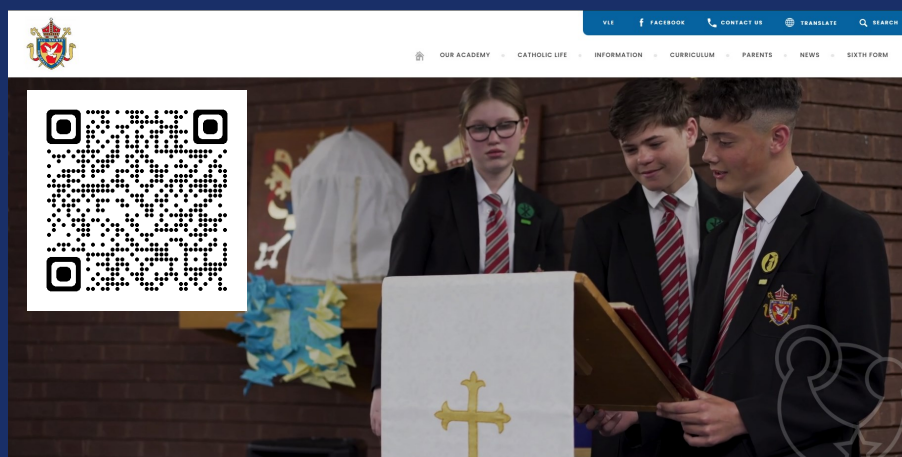 VLE FACEBOOK CONTACT US TRANSLATE SEARCH
OUR ACADEMY CATHOLIC LIFE INFORMATION CURRICULUM PARENTS NEWS SIXTH FORM